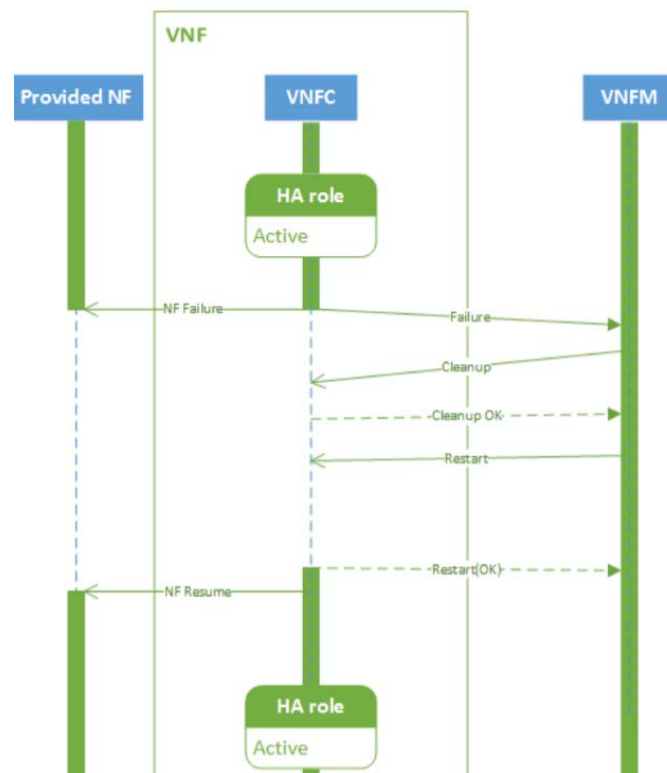 VNF
Provided NF
VNFC
VNFM
HA role
Active
NF Failure
Failure
Cleanup
Cleanup OK
Restart
Restart(OK)
NF Resume
HA role
Active